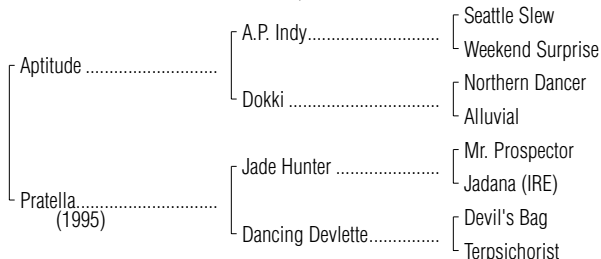 Seattle Slew
A.P. Indy..............................
Weekend Surprise
Aptitude ..............................
Northern Dancer
Dokki ..................................
Alluvial
Mr. Prospector
Jade Hunter ........................
Jadana (IRE)
Pratella................................
(1995)
Devil's Bag
Dancing Devlette................
Terpsichorist